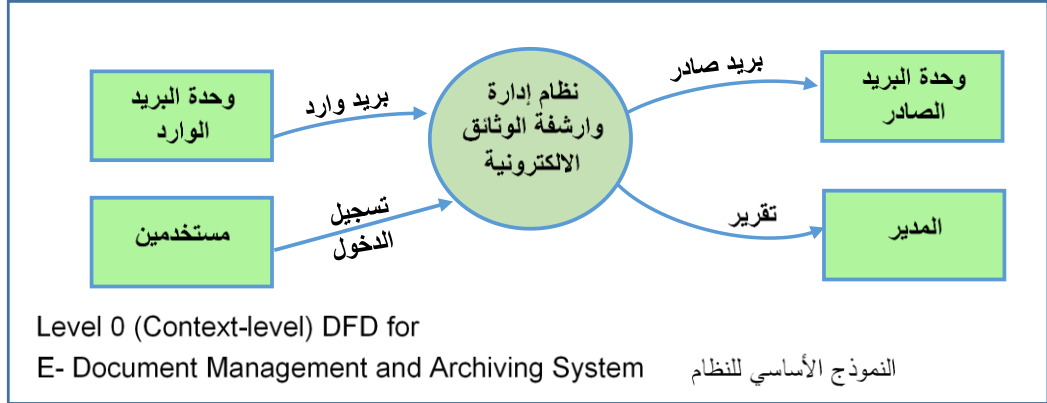 وحدة البريد
الوارد
بريد وارد
نظام إدارة
وارشفة الوثائق
الالكترونية
بريد صادر
وحدة البريد
الصادر
مستخدمين
تسجيل
الدخول
تقرير
المدير
Level 0 (Context-level) DFD for
E- Document Management and Archiving System النموذج الأساسي للنظام